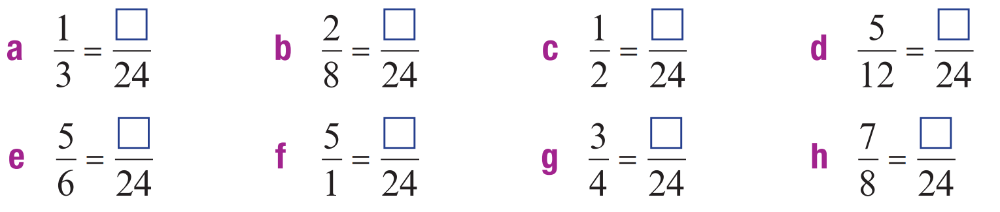 a 1/3 = □/24 b 2/8 = □/24 c 1/2 = □/24 d 5/12 = □/24
e 5/6 = □/24 f 5/1 = □/24 g 3/4 = □/24 h 7/8 = □/24